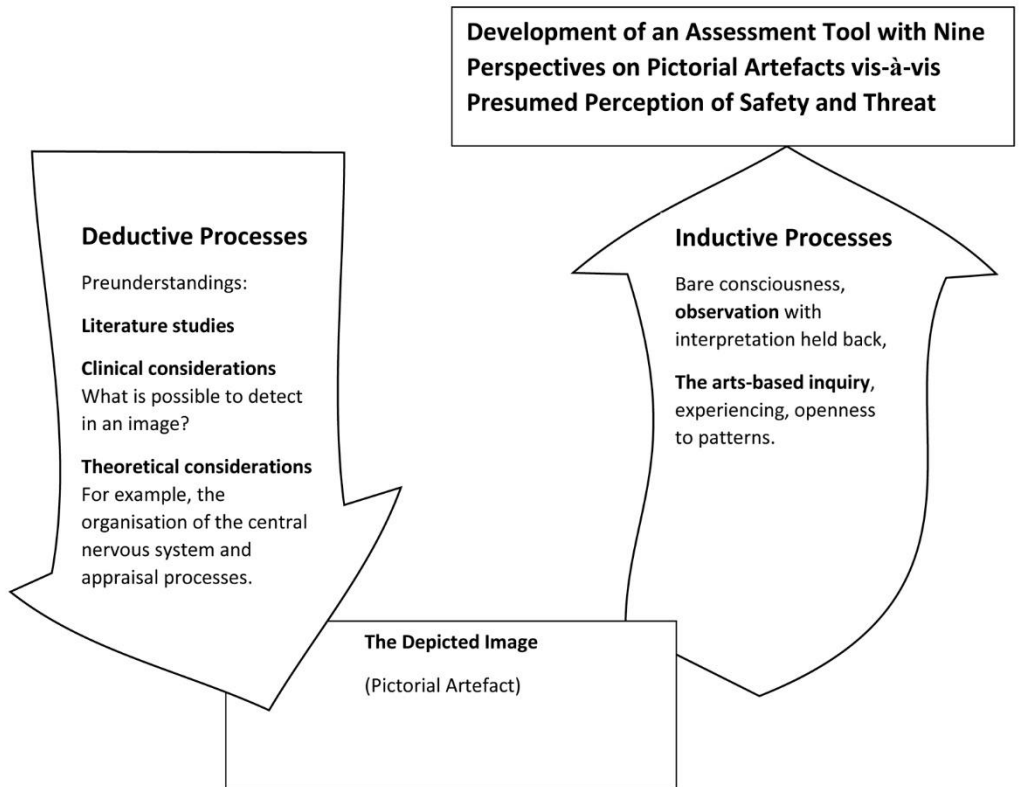 Development of an Assessment Tool with Nine
Perspectives on Pictorial Artefacts vis-à-vis
Presumed Perception of Safety and Threat
Deductive Processes
Preunderstandings:
Literature studies
Clinical considerations
What is possible to detect
in an image?
Theoretical considerations
For example, the
organisation of the central
nervous system and
appraisal processes.
Inductive Processes
Bare consciousness,
observation with
interpretation held back,
The arts-based inquiry,
experiencing, openness
to patterns.
The Depicted Image
(Pictorial Artefact)